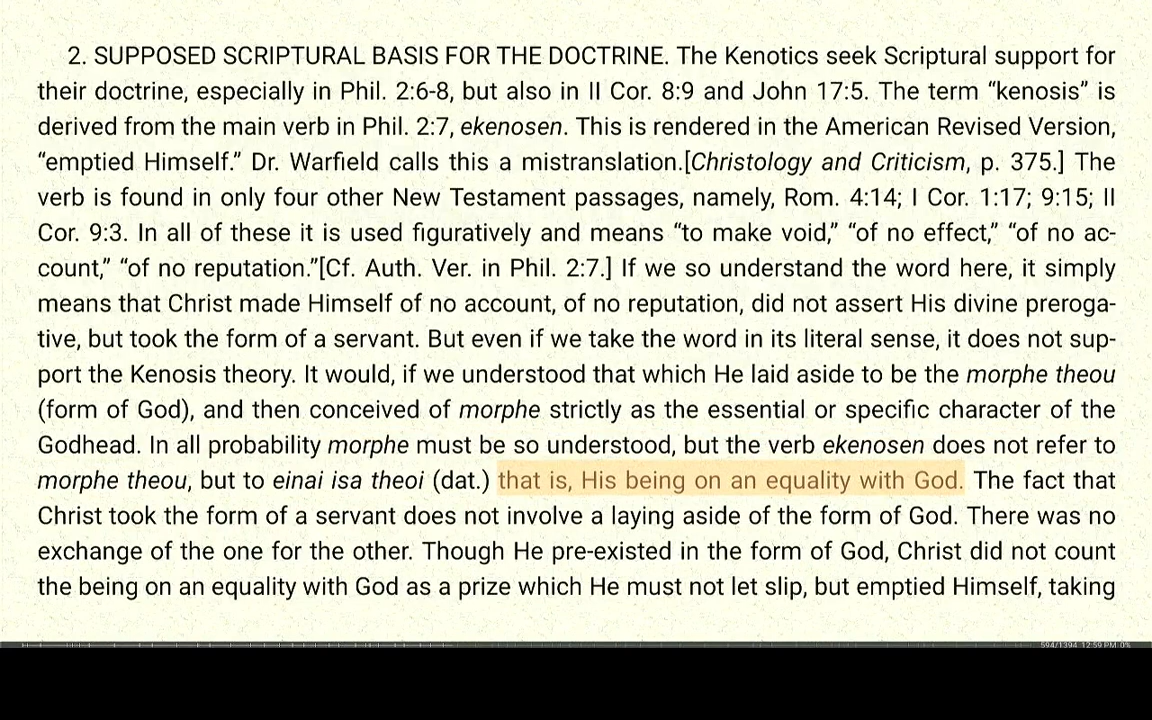 2. SUPPOSED SCRIPTURAL BASIS FOR THE DOCTRINE. The Kenotics seek Scriptural support for
their doctrine, especially in Phil. 2:6-8, but also in II Cor. 8:9 and John 17:5. The term “kenosis” is
derived from the main verb in Phil. 2:7, ekenosen. This is rendered in the American Revised Version,
“emptied Himself.” Dr. Warfield calls this a mistranslation.[Christology and Criticism, p. 375.] The
verb is found in only four other New Testament passages, namely, Rom. 4:14; I Cor. 1:17; 9:15; II
Cor. 9:3. In all of these it is used figuratively and means “to make void,” “of no effect,” “of no ac-
count,” “of no reputation.”[Cf. Auth. Ver. in Phil. 2:7.] If we so understand the word here, it simply
means that Christ made Himself of no account, of no reputation, did not assert His divine preroga-
tive, but took the form of a servant. But even if we take the word in its literal sense, it does not sup-
port the Kenosis theory. It would, if we understood that which He laid aside to be the morphe theou
(form of God), and then conceived of morphe strictly as the essential or specific character of the
Godhead. In all probability morphe must be so understood, but the verb ekenosen does not refer to
morphe theou, but to einai isa theoi (dat.) that is, His being on an equality with God. The fact that
Christ took the form of a servant does not involve a laying aside of the form of God. There was no
exchange of the one for the other. Though He pre-existed in the form of God, Christ did not count
the being on an equality with God as a prize which He must not let slip, but emptied Himself, taking
594/1394 12:59 PM 0%